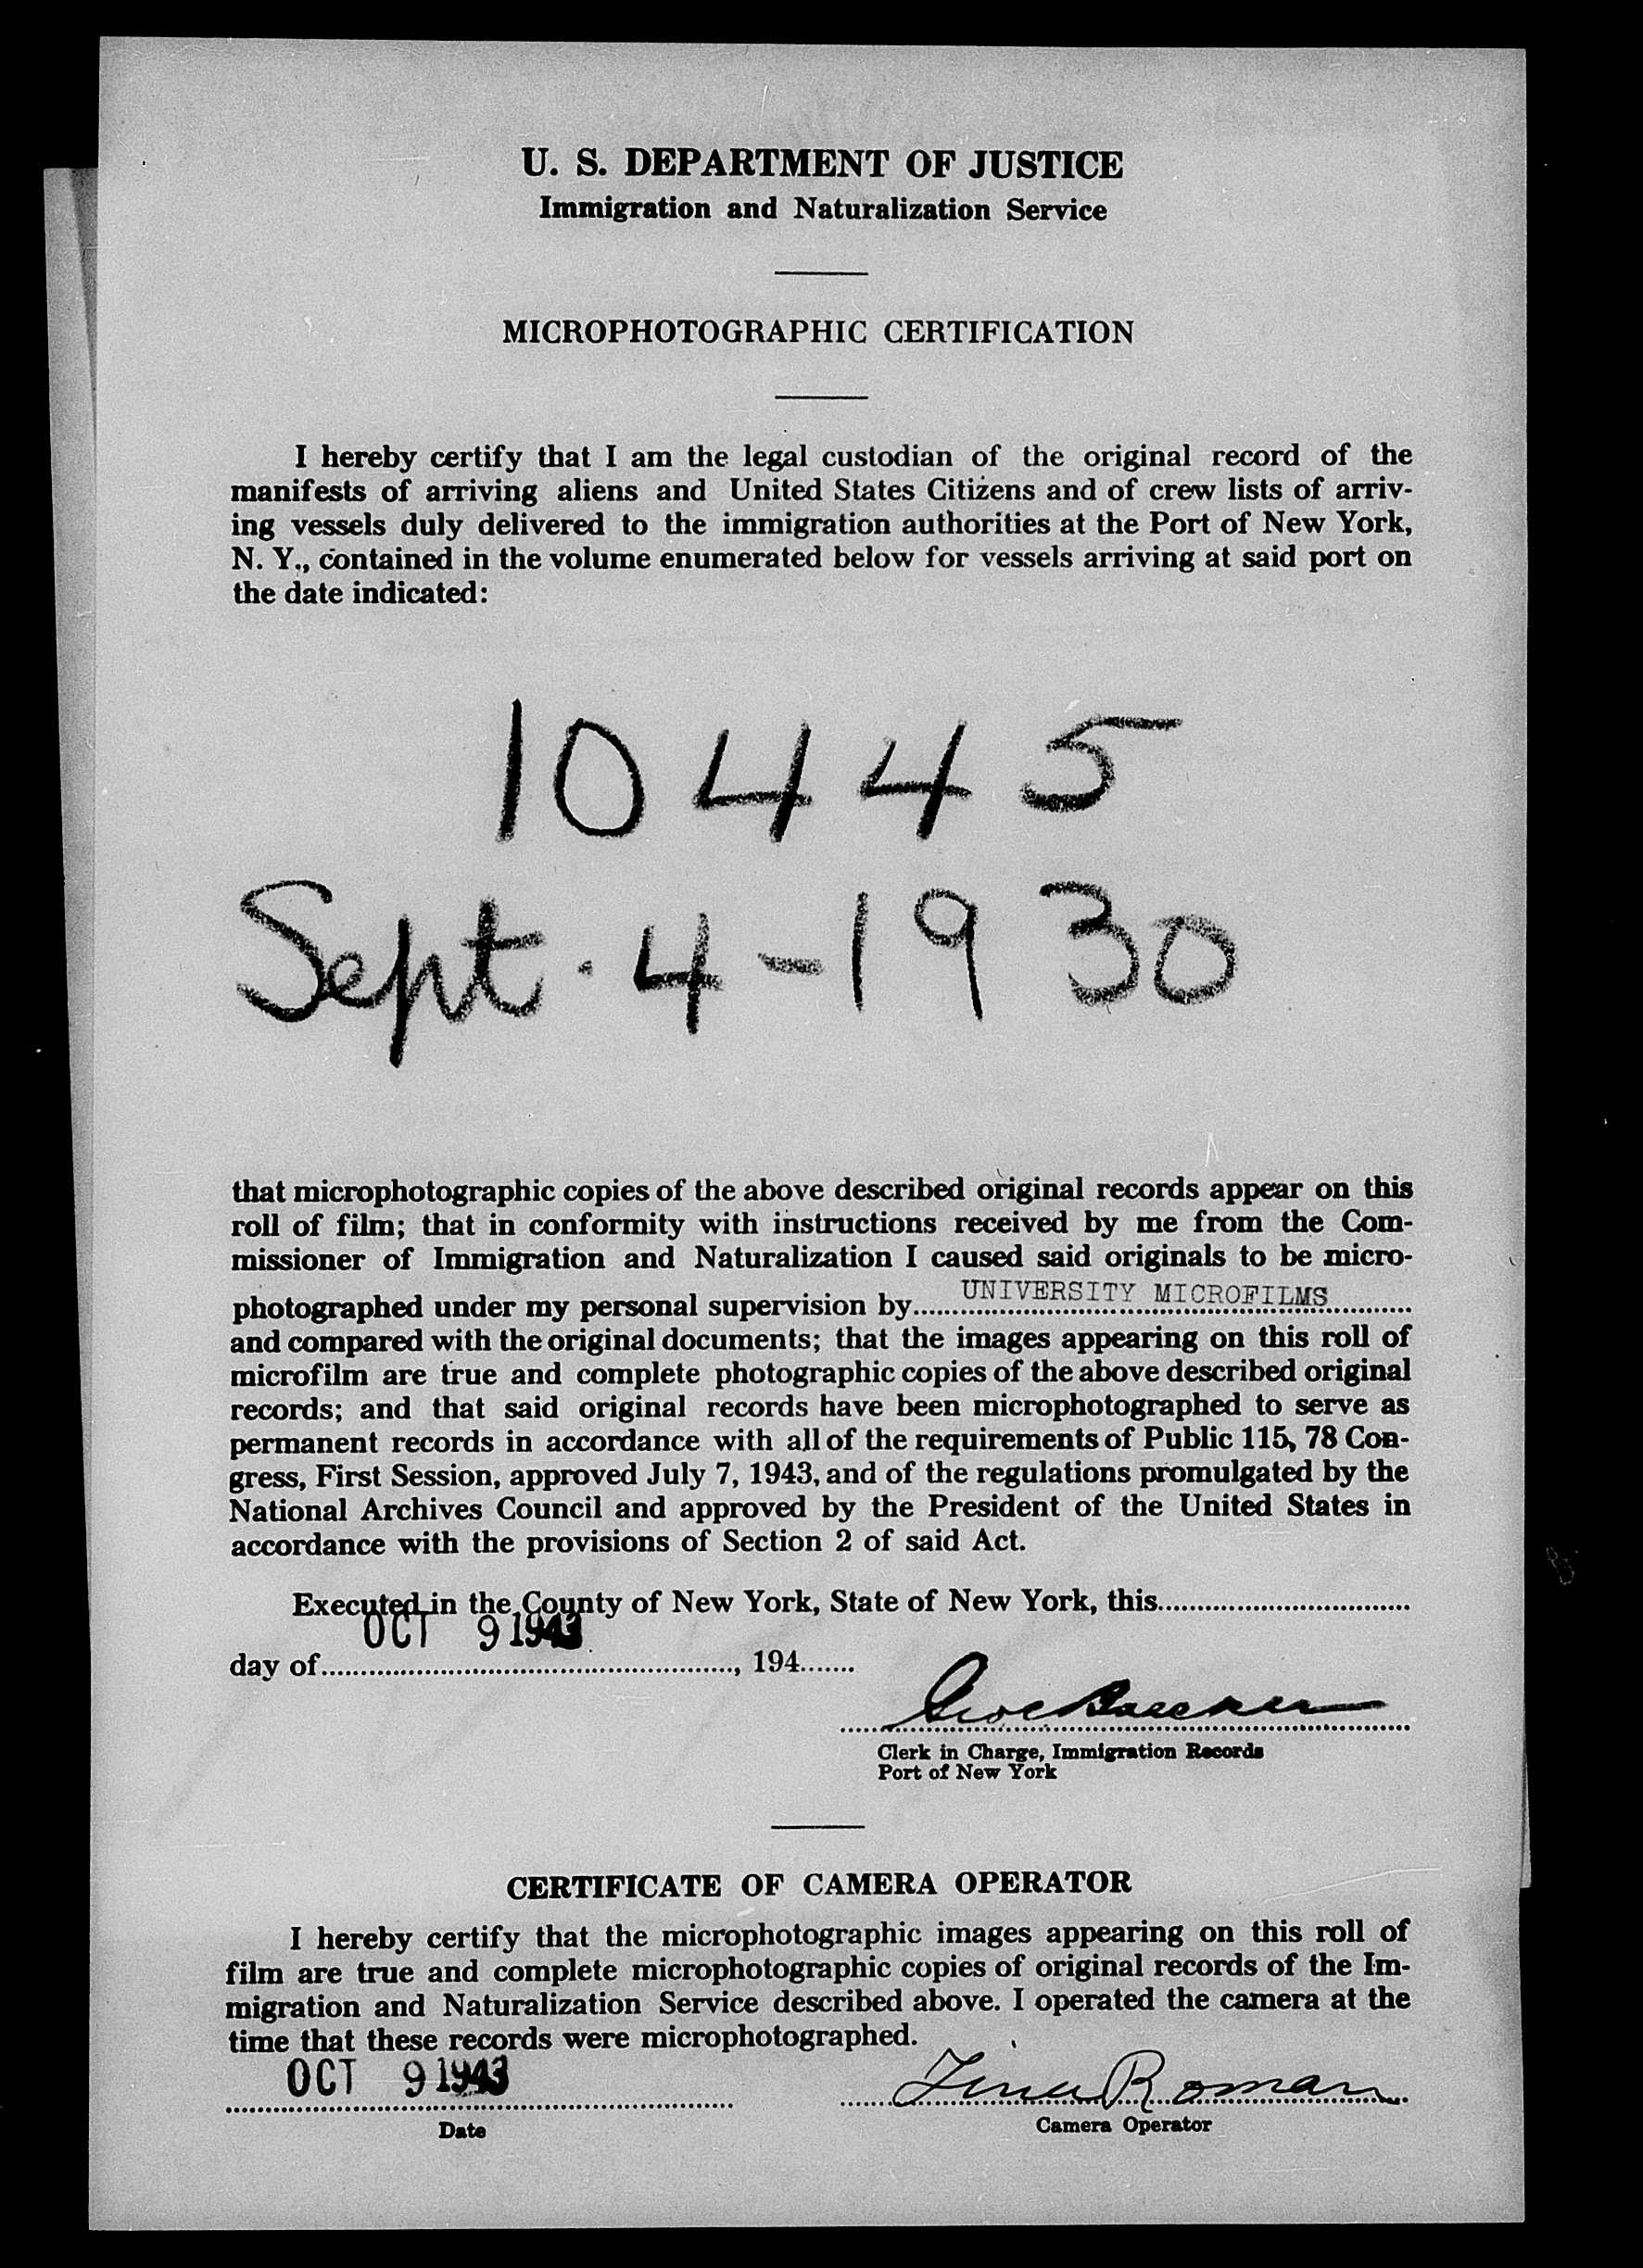 U. S. DEPARTMENT OF JUSTICE
Immigration and Naturalization Service
MICROPHOTOGRAPHIC CERTIFICATION
I hereby certify that I am the legal custodian of the original record of the
manifests of arriving aliens and United States Citizens and of crew lists of arriv-
ing vessels duly delivered to the immigration authorities at the Port of New York,
N. Y., contained in the volume enumerated below for vessels arriving at said port on
the date indicated:
10445
Sept. 4-1930
that microphotographic copies of the above described original records appear on this
roll of film; that in conformity with instructions received by me from the Com-
missioner of Immigration and Naturalization I caused said originals to be micro-
photographed under my personal supervision by UNIVERSITY MICROFILMS
and compared with the original documents; that the images appearing on this roll of
microfilm are true and complete photographic copies of the above described original
records; and that said original records have been microphotographed to serve as
permanent records in accordance with all of the requirements of Public 115, 78 Con-
gress, First Session, approved July 7, 1943, and of the regulations promulgated by the
National Archives Council and approved by the President of the United States in
accordance with the provisions of Section 2 of said Act.
Executed in the County of New York, State of New York, this
OCT 9 1943
day of , 194
Clerk in Charge, Immigration Records
Port of New York
CERTIFICATE OF CAMERA OPERATOR
I hereby certify that the microphotographic images appearing on this roll of
film are true and complete microphotographic copies of original records of the Im-
migration and Naturalization Service described above. I operated the camera at the
time that these records were microphotographed.
OCT 9 1943 Roman
Date Camera Operator